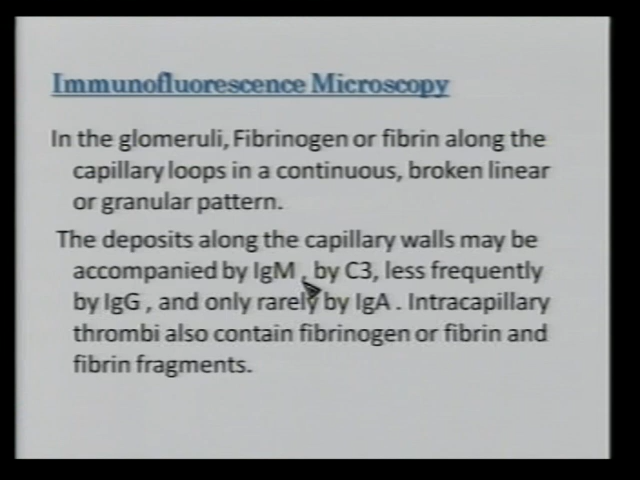 Immunofluorescence Microscopy
In the glomeruli, Fibrinogen or fibrin along the
capillary loops in a continuous, broken linear
or granular pattern.
The deposits along the capillary walls may be
accompanied by IgM , by C3, less frequently
by IgG , and only rarely by IgA . Intracapillary
thrombi also contain fibrinogen or fibrin and
fibrin fragments.